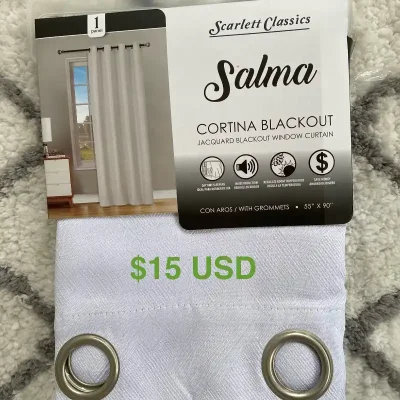 1
panel
Scarlett Classics
Salma
CORTINA BLACKOUT
JACQUARD BLACKOUT WINDOW CURTAIN
CON AROS / WITH GROMMETS • 55" X 90"
$
$15 USD